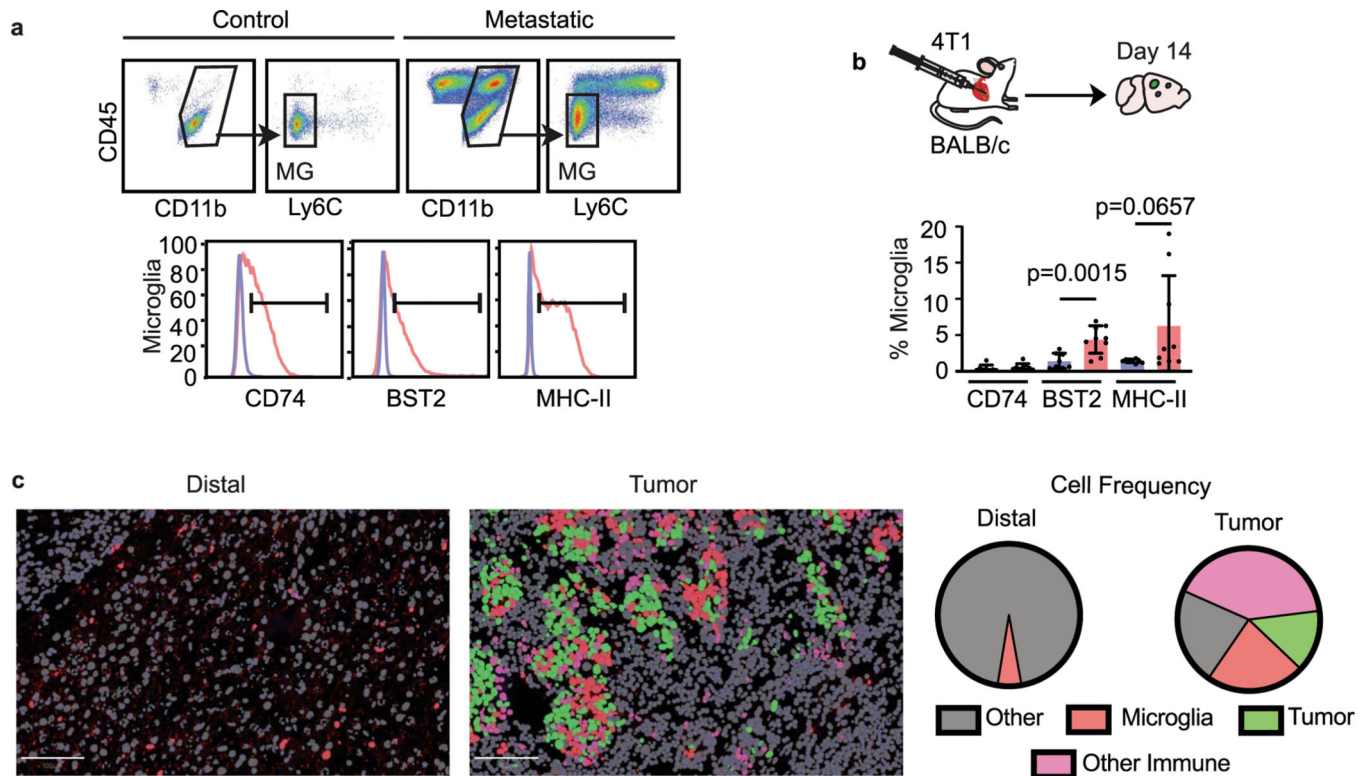 a
Control
Metastatic
CD45
MG
MG
CD11b
Ly6C
CD11b
Ly6C
Microglia
100
80
60
40
20
0
CD74
BST2
MHC-II
b
4T1
Day 14
BALB/c
p=0.0657
p=0.0015
% Microglia
20
15
10
5
0
CD74
BST2
MHC-II
c
Distal
Tumor
Cell Frequency
Distal
Tumor
Other
Microglia
Tumor
Other Immune